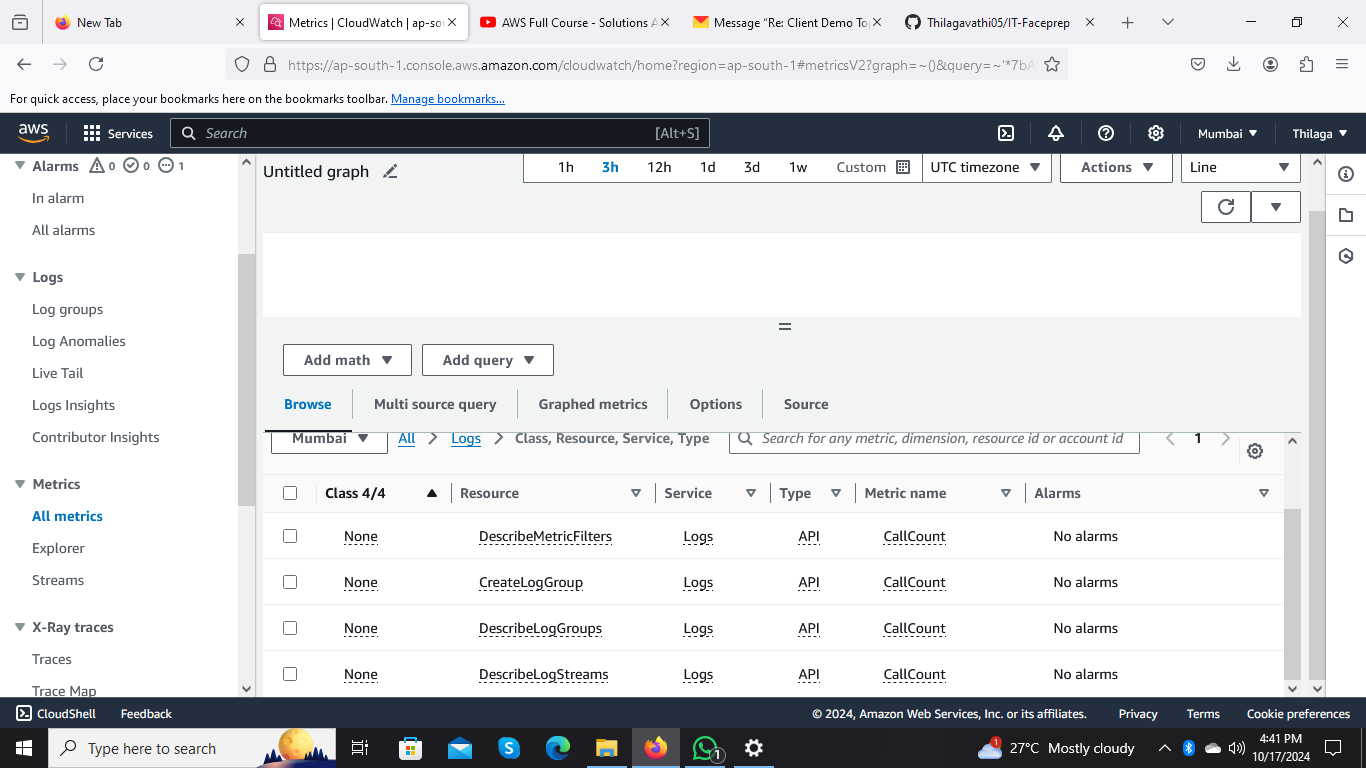 New Tab
Metrics | CloudWatch | ap-sou
AWS Full Course - Solutions A
Message "Re: Client Demo To
Thilagavathi05/IT-Faceprep
https://ap-south-1.console.aws.amazon.com/cloudwatch/home?region=ap-south-1#metricsV2?graph=~()&query=~'*7bA
For quick access, place your bookmarks here on the bookmarks toolbar. Manage bookmarks...
aws
Services
Search
[Alt+S]
Mumbai
Thilaga
Alarms 0 0 1
In alarm
All alarms
Logs
Log groups
Log Anomalies
Live Tail
Logs Insights
Contributor Insights
Metrics
All metrics
Explorer
Streams
X-Ray traces
Traces
Trace Map
Untitled graph
1h 3h 12h 1d 3d 1w Custom
UTC timezone
Actions
Line
Add math
Add query
Browse
Multi source query
Graphed metrics
Options
Source
Mumbai
All
Logs
Class, Resource, Service, Type
Search for any metric, dimension, resource id or account id
1
Class 4/4 Resource Service Type Metric name Alarms
None DescribeMetricFilters Logs API CallCount No alarms
None CreateLogGroup Logs API CallCount No alarms
None DescribeLogGroups Logs API CallCount No alarms
None DescribeLogStreams Logs API CallCount No alarms
CloudShell
Feedback
© 2024, Amazon Web Services, Inc. or its affiliates.
Privacy
Terms
Cookie preferences
Type here to search
1
1
27°C Mostly cloudy
4:41 PM
10/17/2024